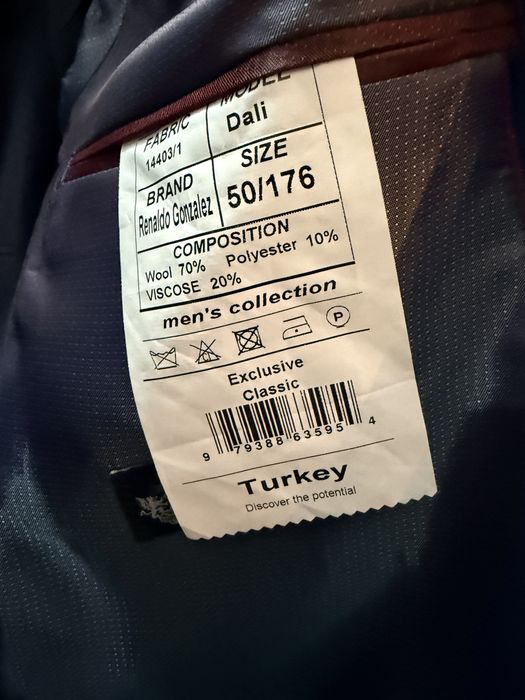 FABRIC
14403/1
MODEL
Dali
BRAND
Renaldo Gonzalez
SIZE
50/176
COMPOSITION
Wool 70% Polyester 10%
VISCOSE 20%
men's collection
P
Exclusive
Classic
9 79388 63595 4
Turkey
Discover the potential